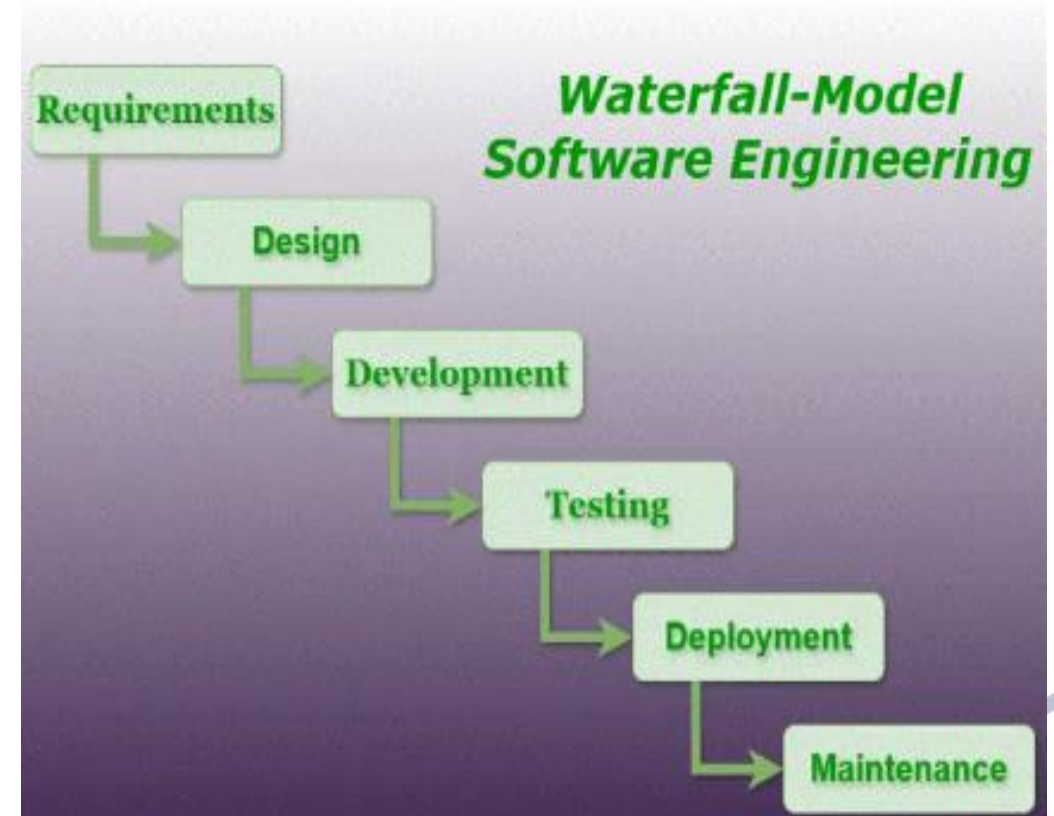 Waterfall-Model
Software Engineering
Requirements
Design
Development
Testing
Deployment
Maintenance